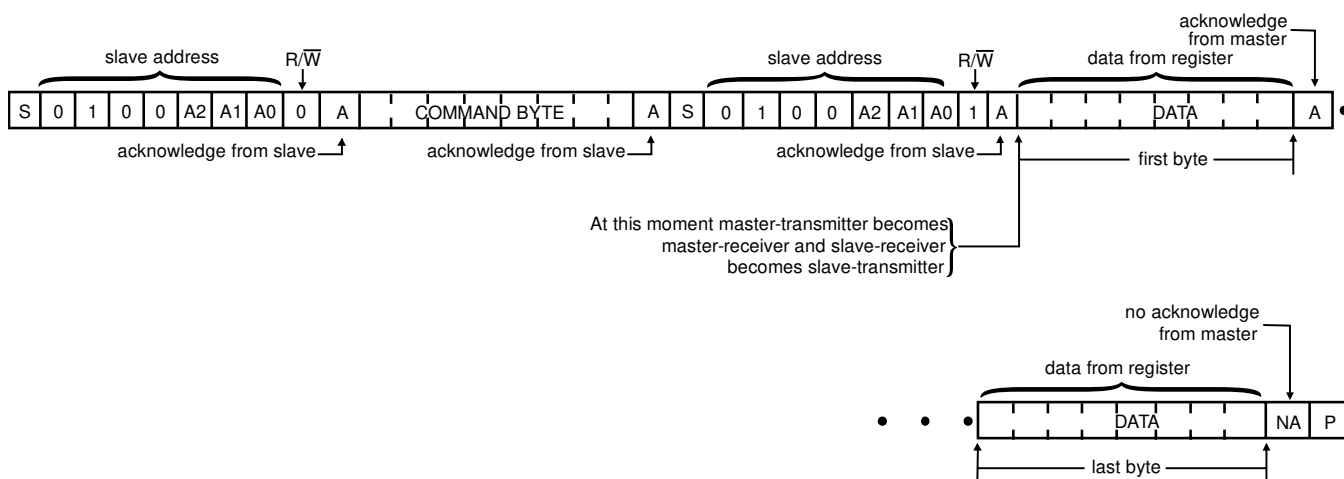 acknowledge
from master
slave address
R/W̅
slave address
R/W̅
data from register
S 0 1 0 0 A2 A1 A0 0 A COMMAND BYTE A S 0 1 0 0 A2 A1 A0 1 A DATA A
acknowledge from slave
acknowledge from slave
acknowledge from slave
first byte
At this moment master-transmitter becomes
master-receiver and slave-receiver
becomes slave-transmitter
no acknowledge
from master
data from register
• • • DATA NA P
last byte